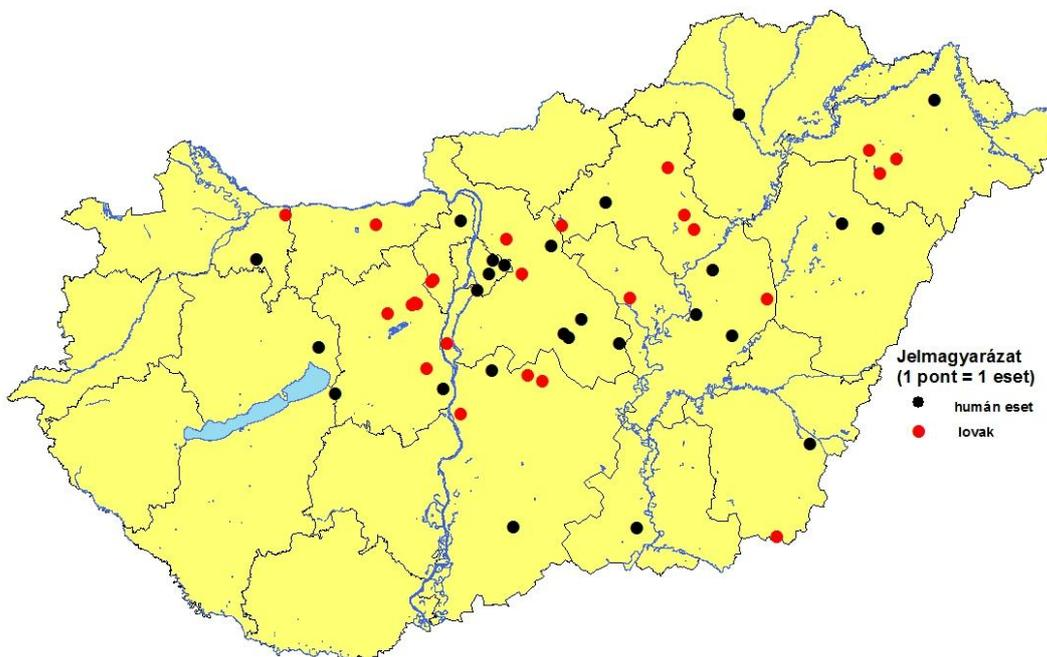 Jelmagyarázat
(1 pont = 1 eset)
humán eset
lovak